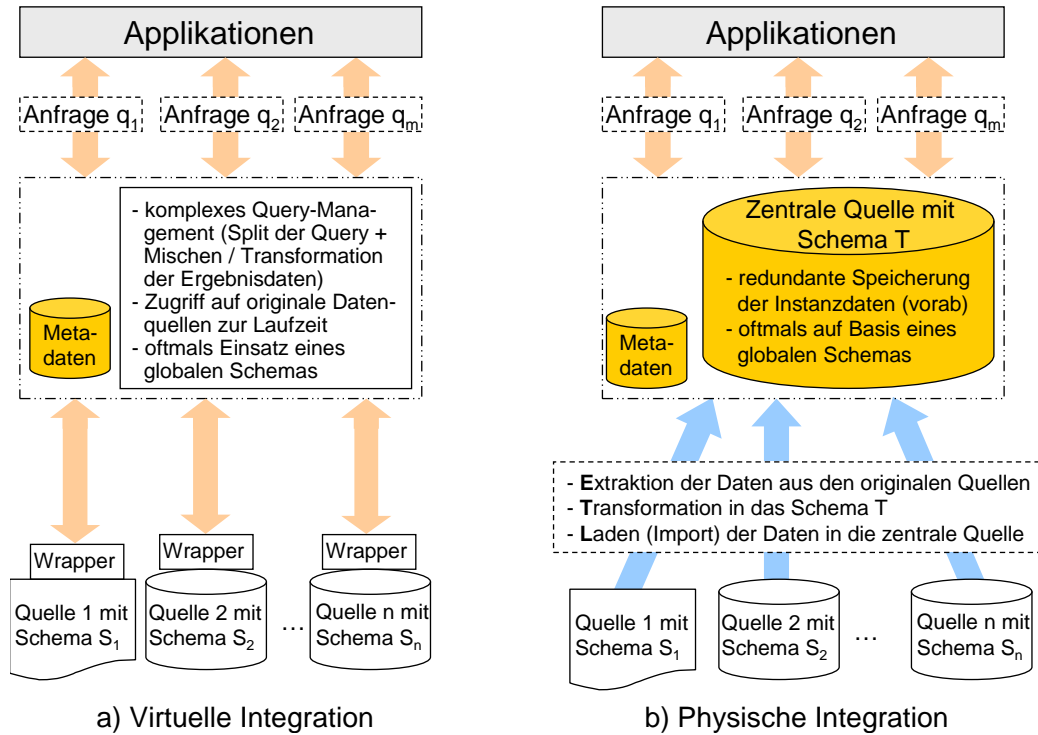 Applikationen
Anfrage q1
Anfrage q2
Anfrage qm
- komplexes Query-Mana-
gement (Split der Query +
Mischen / Transformation
der Ergebnisdaten)
- Zugriff auf originale Daten-
quellen zur Laufzeit
- oftmals Einsatz eines
globalen Schemas
Meta-
daten
Wrapper
Wrapper
Wrapper
Quelle 1 mit
Schema S1
Quelle 2 mit
Schema S2
...
Quelle n mit
Schema Sn
a) Virtuelle Integration
Applikationen
Anfrage q1
Anfrage q2
Anfrage qm
Zentrale Quelle mit
Schema T
- redundante Speicherung
der Instanzdaten (vorab)
- oftmals auf Basis eines
globalen Schemas
Meta-
daten
- Extraktion der Daten aus den originalen Quellen
- Transformation in das Schema T
- Laden (Import) der Daten in die zentrale Quelle
Quelle 1 mit
Schema S1
Quelle 2 mit
Schema S2
...
Quelle n mit
Schema Sn
b) Physische Integration